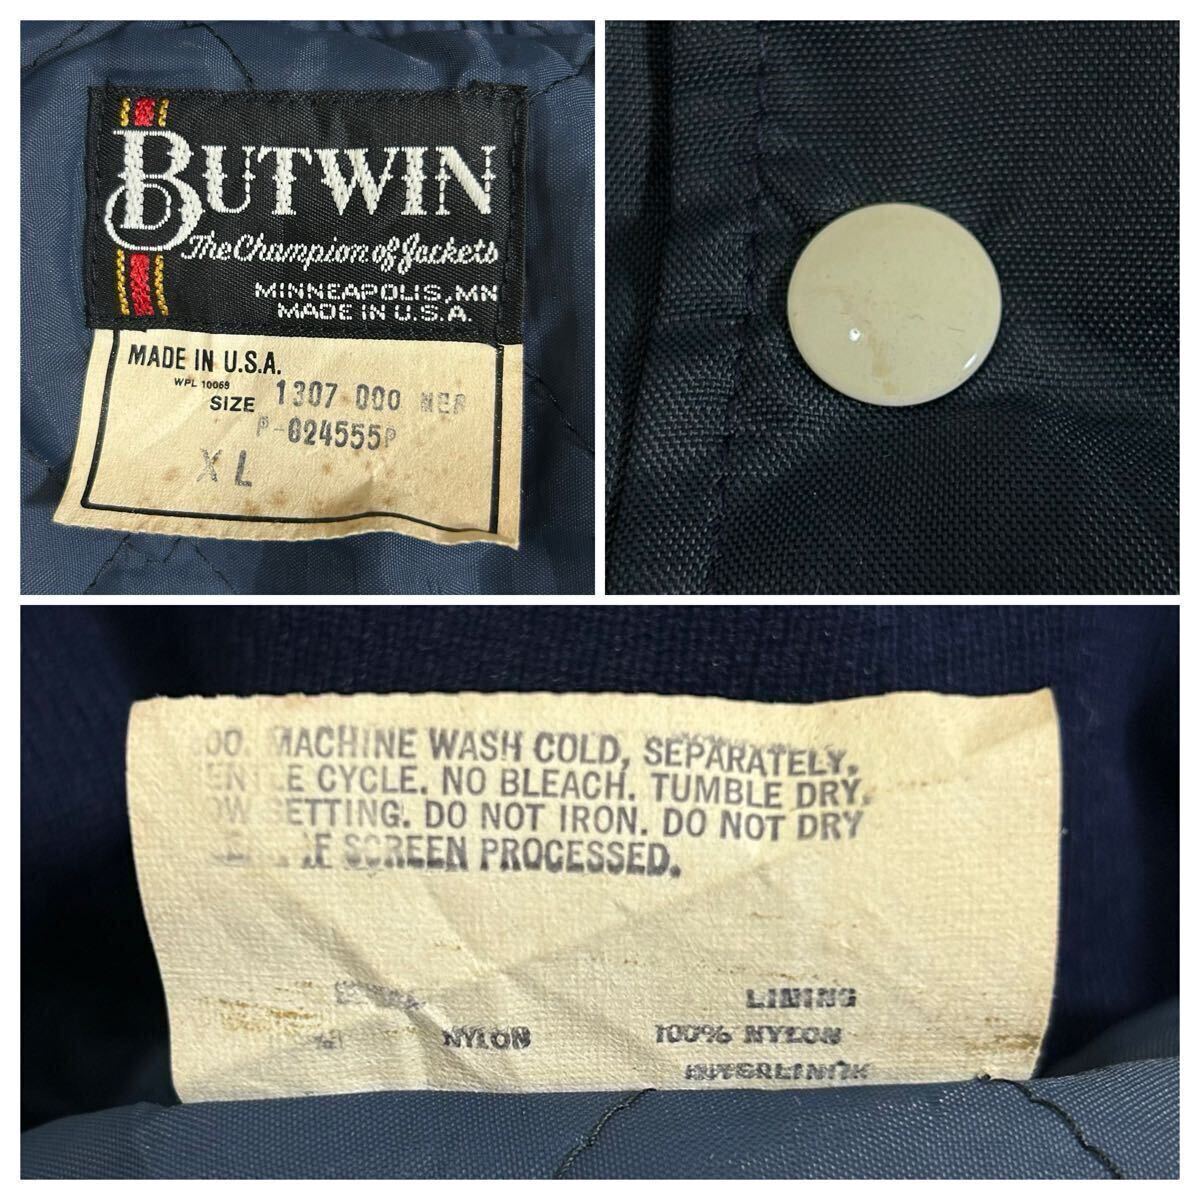 BUTWIN
The Champion of Jackets
MINNEAPOLIS, MN
MADE IN U.S.A.
MADE IN U.S.A.
WPL 10069
SIZE 1307 000
P-024555P
XL
MACHINE WASH COLD, SEPARATELY,
CYCLE. NO BLEACH. TUMBLE DRY,
SETTING. DO NOT IRON. DO NOT DRY
SCREEN PROCESSED.
LINING
NYLON 100% NYLON
INTERLINING